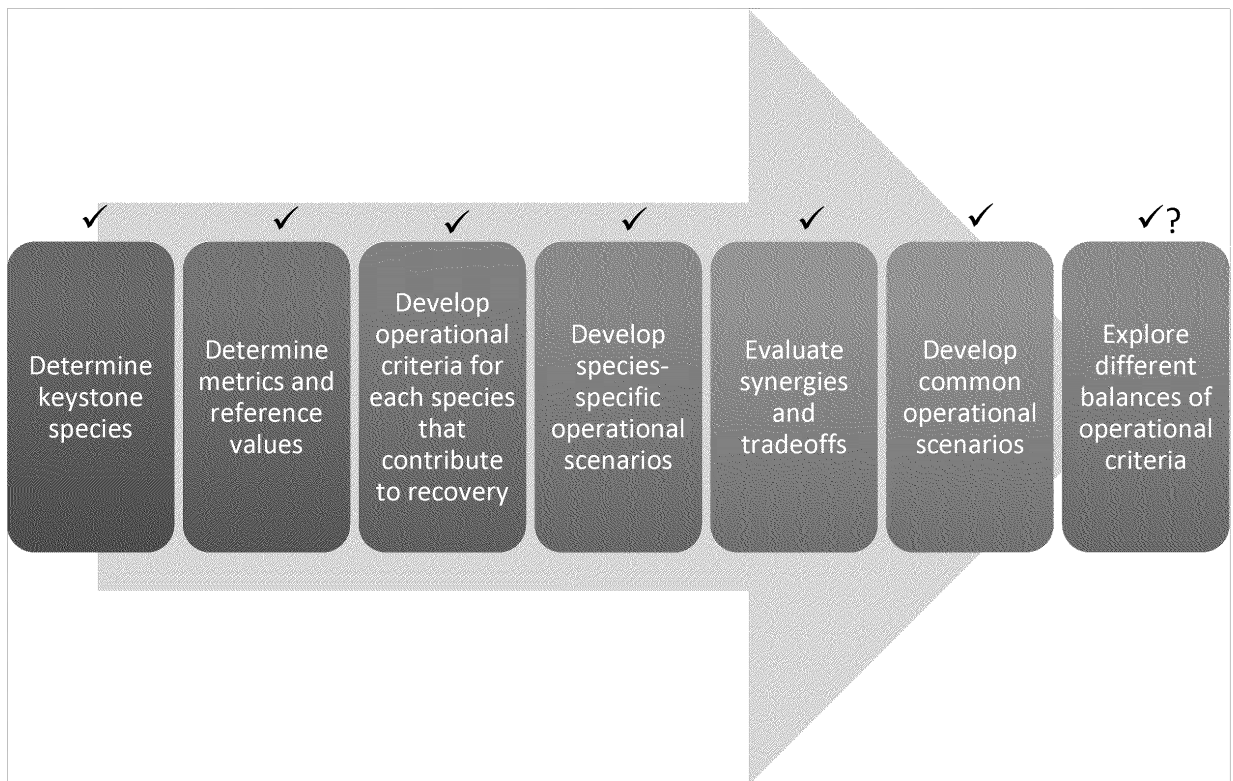 ✓ ✓ ✓ ✓ ✓ ✓ ✓?
Determine
keystone
species
Determine
metrics and
reference
values
Develop
operational
criteria for
each species
that
contribute
to recovery
Develop
species-
specific
operational
scenarios
Evaluate
synergies
and
tradeoffs
Develop
common
operational
scenarios
Explore
different
balances of
operational
criteria